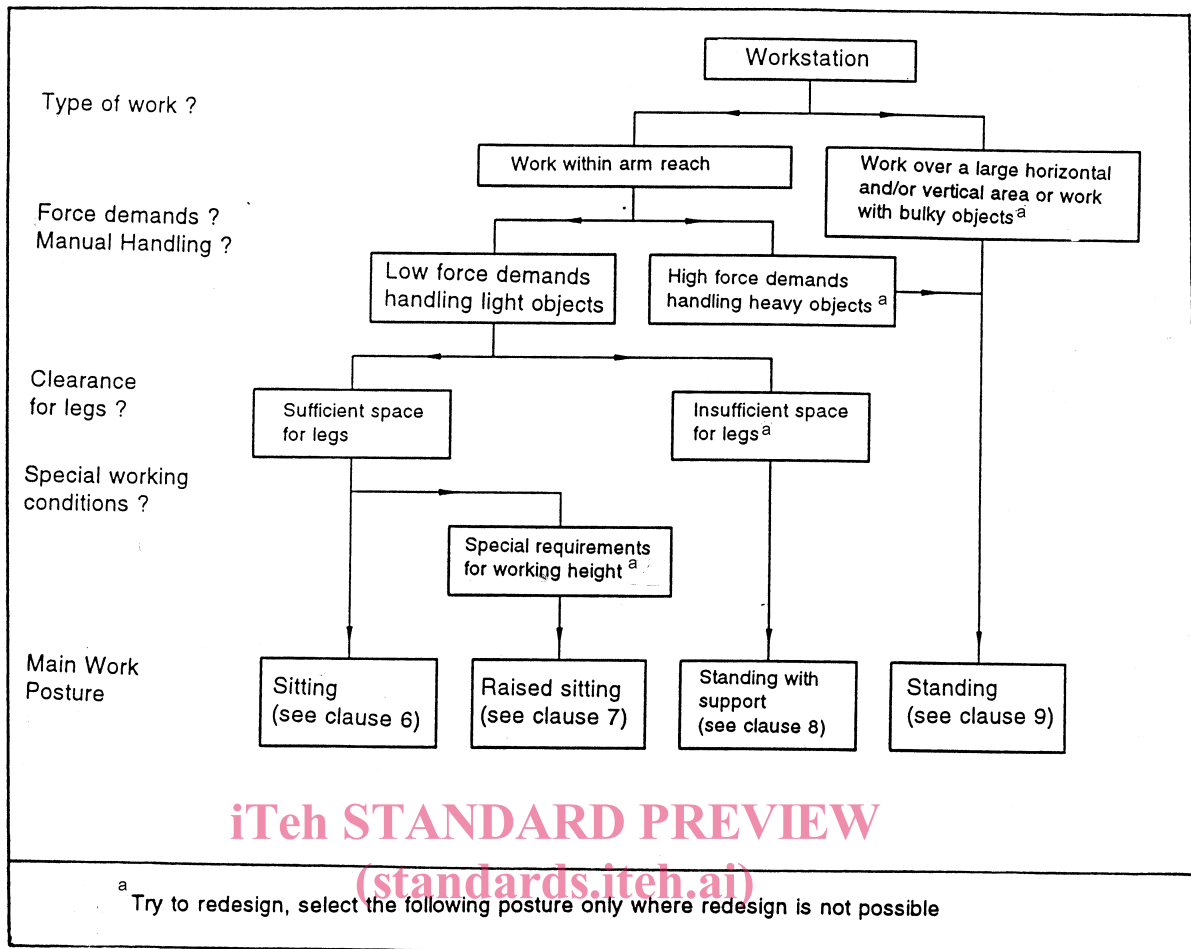 Workstation
Type of work ?
Work within arm reach
Work over a large horizontal
and/or vertical area or work
with bulky objects a
Force demands ?
Manual Handling ?
Low force demands
handling light objects
High force demands
handling heavy objects a
Clearance
for legs ?
Sufficient space
for legs
Insufficient space
for legs a
Special working
conditions ?
Special requirements
for working height a
Main Work
Posture
Sitting
(see clause 6)
Raised sitting
(see clause 7)
Standing with
support
(see clause 8)
Standing
(see clause 9)
iTeh STANDARD PREVIEW
(standards.iteh.ai)
a Try to redesign, select the following posture only where redesign is not possible